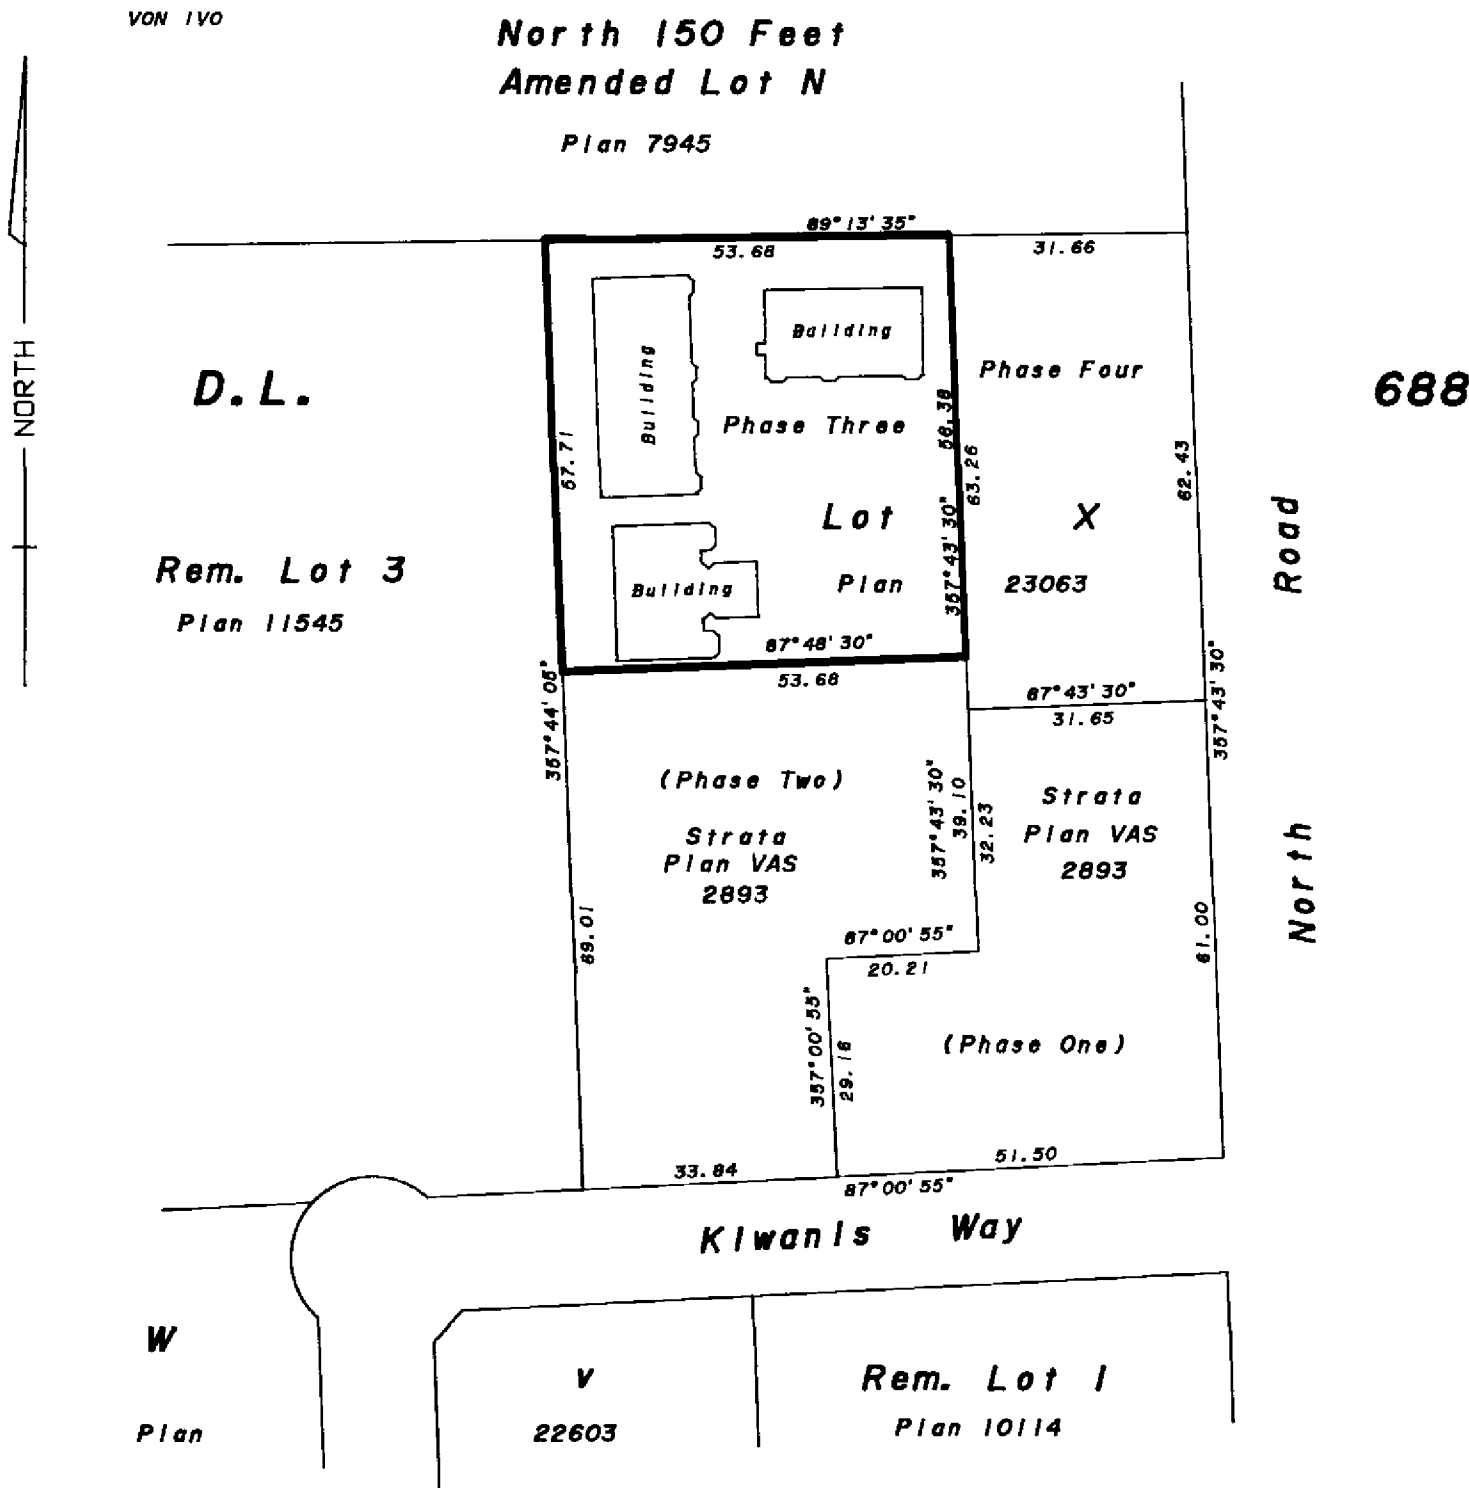 VON 1V0
North 150 Feet
Amended Lot N
Plan 7945
NORTH
89°13'35"
53.68
31.66
Building
Building
Phase Four
D.L.
688
Phase Three
56.38
57.71
63.26
62.43
Lot
X
357°43'30"
Road
Rem. Lot 3
Plan 11545
Building
Plan
23063
87°48'30"
53.68
357°44'05"
87°43'30"
31.65
357°43'30"
(Phase Two)
Strata
Plan VAS
2893
357°43'30"
39.10
32.23
Strata
Plan VAS
2893
North
69.01
87°00'55"
20.21
61.00
357°00'55"
29.16
(Phase One)
33.84
51.50
87°00'55"
Kiwanis Way
W
Plan
V
22603
Rem. Lot 1
Plan 10114